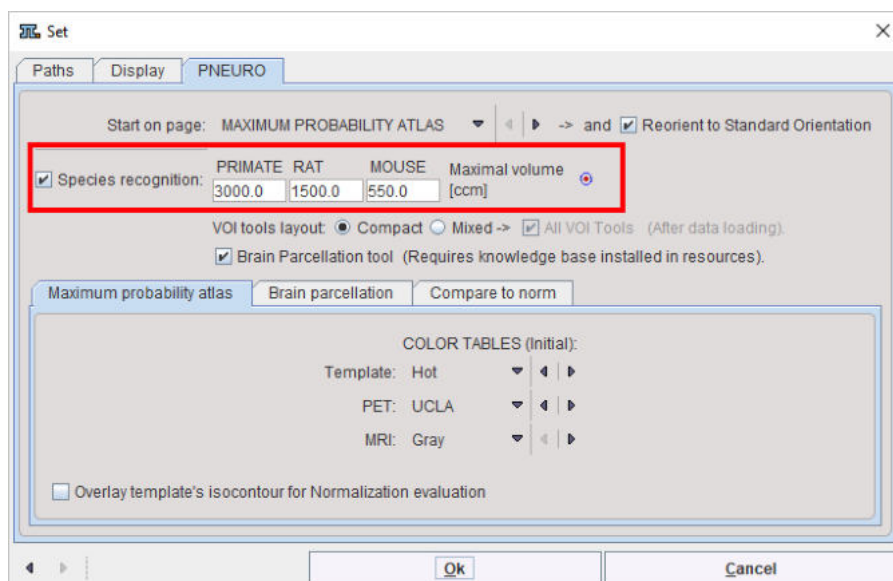 Set
Paths Display PNEURO
Start on page: MAXIMUM PROBABILITY ATLAS -> and Reorient to Standard Orientation
PRIMATE RAT MOUSE Maximal volume
Species recognition: 3000.0 1500.0 550.0 [ccm]
VOI tools layout: Compact Mixed -> All VOI Tools (After data loading).
Brain Parcellation tool (Requires knowledge base installed in resources).
Maximum probability atlas Brain parcellation Compare to norm
COLOR TABLES (Initial):
Template: Hot
PET: UCLA
MRI: Gray
Overlay template's isocontour for Normalization evaluation
Ok Cancel